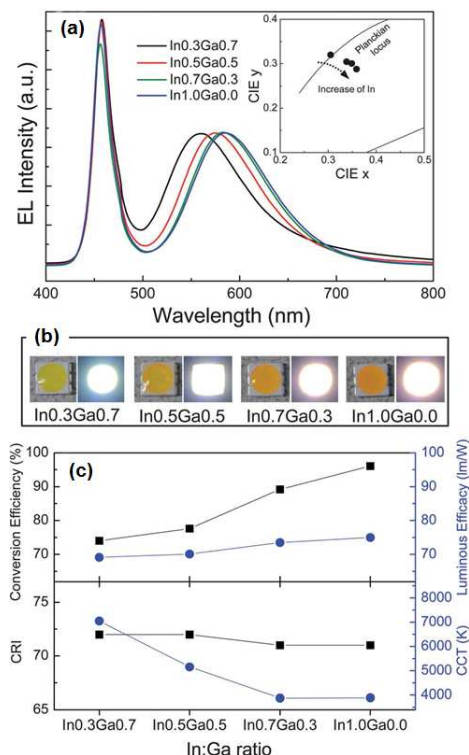 (a)
In0.3Ga0.7
In0.5Ga0.5
In0.7Ga0.3
In1.0Ga0.0
EL Intensity (a.u.)
400 500 600 700 800
Wavelength (nm)
0.4
0.3
0.2
0.1
CIE y
Planckian
locus
Increase of In
0.2 0.3 0.4 0.5
CIE x
(b)
In0.3Ga0.7 In0.5Ga0.5 In0.7Ga0.3 In1.0Ga0.0
(c)
Conversion Efficiency (%)
100
90
80
70
Luminous Efficacy (lm/W)
100
90
80
70
CRI
75
70
65
CCT (K)
8000
7000
6000
5000
4000
In0.3Ga0.7 In0.5Ga0.5 In0.7Ga0.3 In1.0Ga0.0
In:Ga ratio